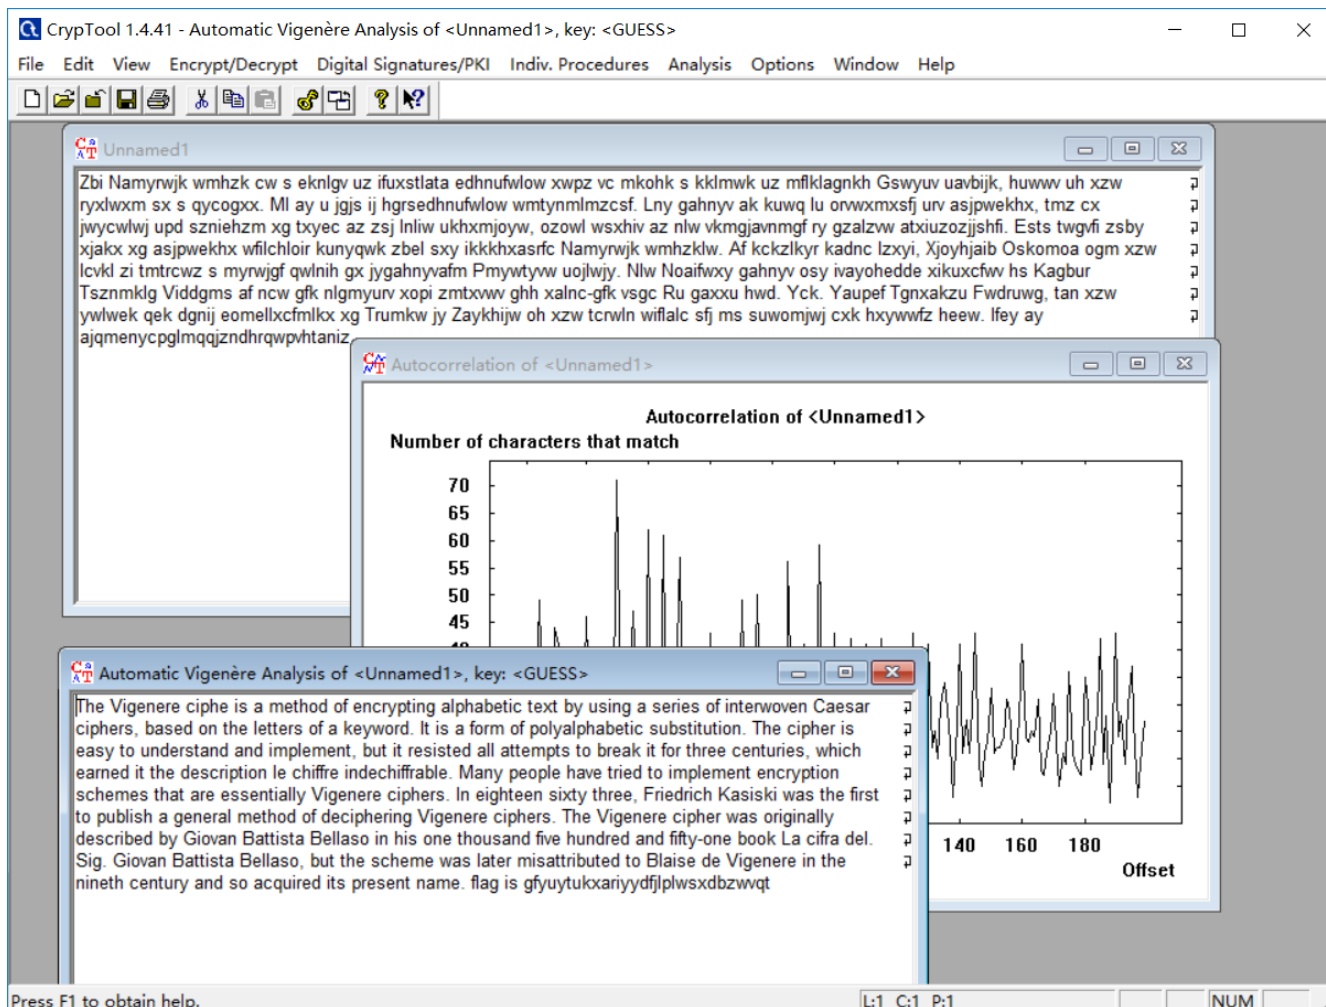 CrypTool 1.4.41 - Automatic Vigenère Analysis of <Unnamed1>, key: <GUESS>
File Edit View Encrypt/Decrypt Digital Signatures/PKI Indiv. Procedures Analysis Options Window Help
Unnamed1
Zbi Namyrwjk wmhzk cw s eknlgv uz ifuxstlata edhnufwlow xwpz vc mkohk s kklmwk uz mflklagnkh Gswyuv uavbijk, huwwv uh xzw
ryxlwxm sx s qycogxx. Ml ay u jgjs ij hgrsedhnufwlow wmtynmlmzcsf. Lny gahnyv ak kuwq lu orvwxmxsfj urv asjpwekhx, tmz cx
jwycwlwj upd szniehzm xg txyec az zsj Inliw ukhxmjoyw, ozowl wsxhiv az nlw vkmgjavnmgf ry gzalzvw atxiuzozjjshfi. Ests twgvfi zsby
xjakx xg asjpwekhx wfilchloir kunyqwk zbel sxy ikkkhxasrfc Namyrwjk wmhzklw. Af kckzlkyr kadnc lzxyi, Xjoyhjaib Oskomoa ogm xzw
lcvkl zi tmtrcwz s myrwjgf qwlnih gx jygahnyvafm Pmywtyvw uojlwjy. Nlw Noaifwxy gahnyv osy ivayohedde xikuxcfwv hs Kagbur
Tsznmklg Viddgms af ncw gfk nlgmyurv xopi zmtxvwv ghh xalnc-gfk vsgc Ru gaxxu hwd. Yck. Yaupef Tgnxakzu Fwdruwg, tan xzw
ywlwek qek dgnij eomellxcfmlkx xg Trumkw jy Zaykhijw oh xzw tcrwln wiflalc sfj ms suwomjwj cxk hxywwfz heew. Ifey ay
ajqmenycpglmqqjzndhrqwpvhtaniz
Autocorrelation of <Unnamed1>
Autocorrelation of <Unnamed1>
Number of characters that match
70
65
60
55
50
45
140 160 180
Offset
Automatic Vigenère Analysis of <Unnamed1>, key: <GUESS>
The Vigenere ciphe is a method of encrypting alphabetic text by using a series of interwoven Caesar
ciphers, based on the letters of a keyword. It is a form of polyalphabetic substitution. The cipher is
easy to understand and implement, but it resisted all attempts to break it for three centuries, which
earned it the description le chiffre indechiffrable. Many people have tried to implement encryption
schemes that are essentially Vigenere ciphers. In eighteen sixty three, Friedrich Kasiski was the first
to publish a general method of deciphering Vigenere ciphers. The Vigenere cipher was originally
described by Giovan Battista Bellaso in his one thousand five hundred and fifty-one book La cifra del.
Sig. Giovan Battista Bellaso, but the scheme was later misattributed to Blaise de Vigenere in the
nineth century and so acquired its present name. flag is gfyuytukxariyydfjlplwsxdbzwvqt
Press F1 to obtain help.
L:1 C:1 P:1
NUM